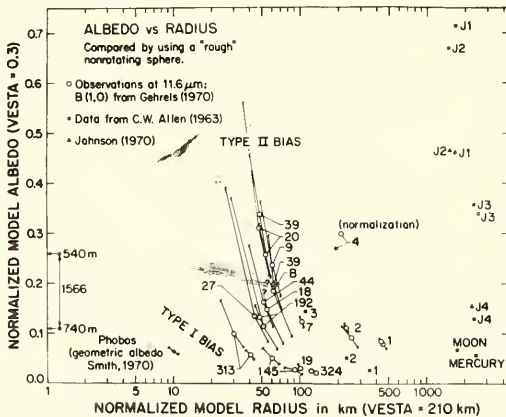 ALBEDO vs RADIUS
Compared by using a "rough"
nonrotating sphere.
Observations at 11.6μm;
B(1.0) from Gehrels (1970)
Data from C.W. Allen (1963)
Johnson (1970)
TYPE II BIAS
J1
J2
J2
J1
J3
J3
J4
J4
MOON
MERCURY
(normalization)
4
39
20
9
39
8
44
18
192
3
7
27
2
1
2
1
TYPE I BIAS
Phobos
(geometric albedo
Smith, 1970)
313
145
19
324
540 m
1566
740 m
0.7
0.6
0.5
0.4
0.3
0.2
0.1
0.0
1
10
100
1000
NORMALIZED MODEL ALBEDO (VESTA = 0.3)
NORMALIZED MODEL RADIUS in km (VESTA = 210 km)